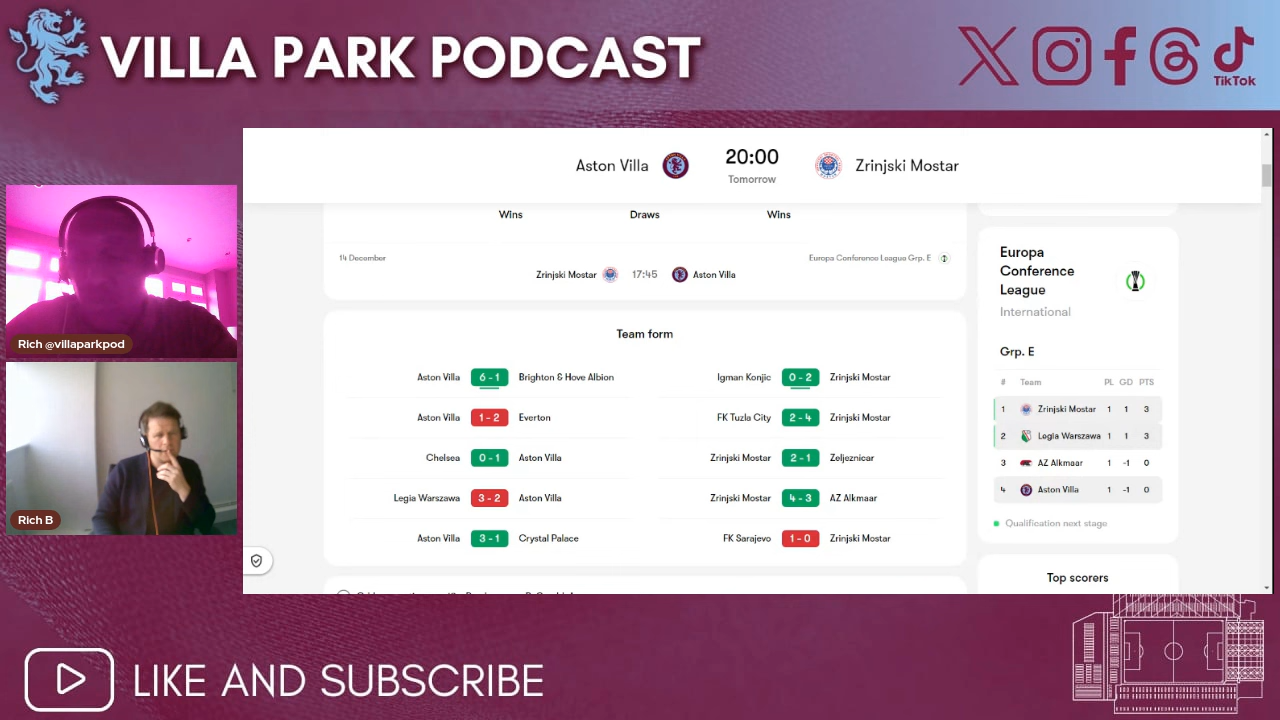 VILLA PARK PODCAST
TikTok
Aston Villa 20:00 Zrinjski Mostar
Tomorrow
Wins Draws Wins
14 December Europa Conference League Grp. E
Zrinjski Mostar 17:45 Aston Villa
Team form
Aston Villa 6 - 1 Brighton & Hove Albion
Aston Villa 1 - 2 Everton
Chelsea 0 - 1 Aston Villa
Legia Warszawa 3 - 2 Aston Villa
Aston Villa 3 - 1 Crystal Palace
Igman Konjic 0 - 2 Zrinjski Mostar
FK Tuzla City 2 - 4 Zrinjski Mostar
Zrinjski Mostar 2 - 1 Zeljeznicar
Zrinjski Mostar 4 - 3 AZ Alkmaar
FK Sarajevo 1 - 0 Zrinjski Mostar
Europa
Conference
League
International
Grp. E
# Team PL GD PTS
1 Zrinjski Mostar 1 1 3
2 Legia Warszawa 1 1 3
3 AZ Alkmaar 1 -1 0
4 Aston Villa 1 -1 0
Qualification next stage
Top scorers
Rich @villaparkpod
Rich B
LIKE AND SUBSCRIBE